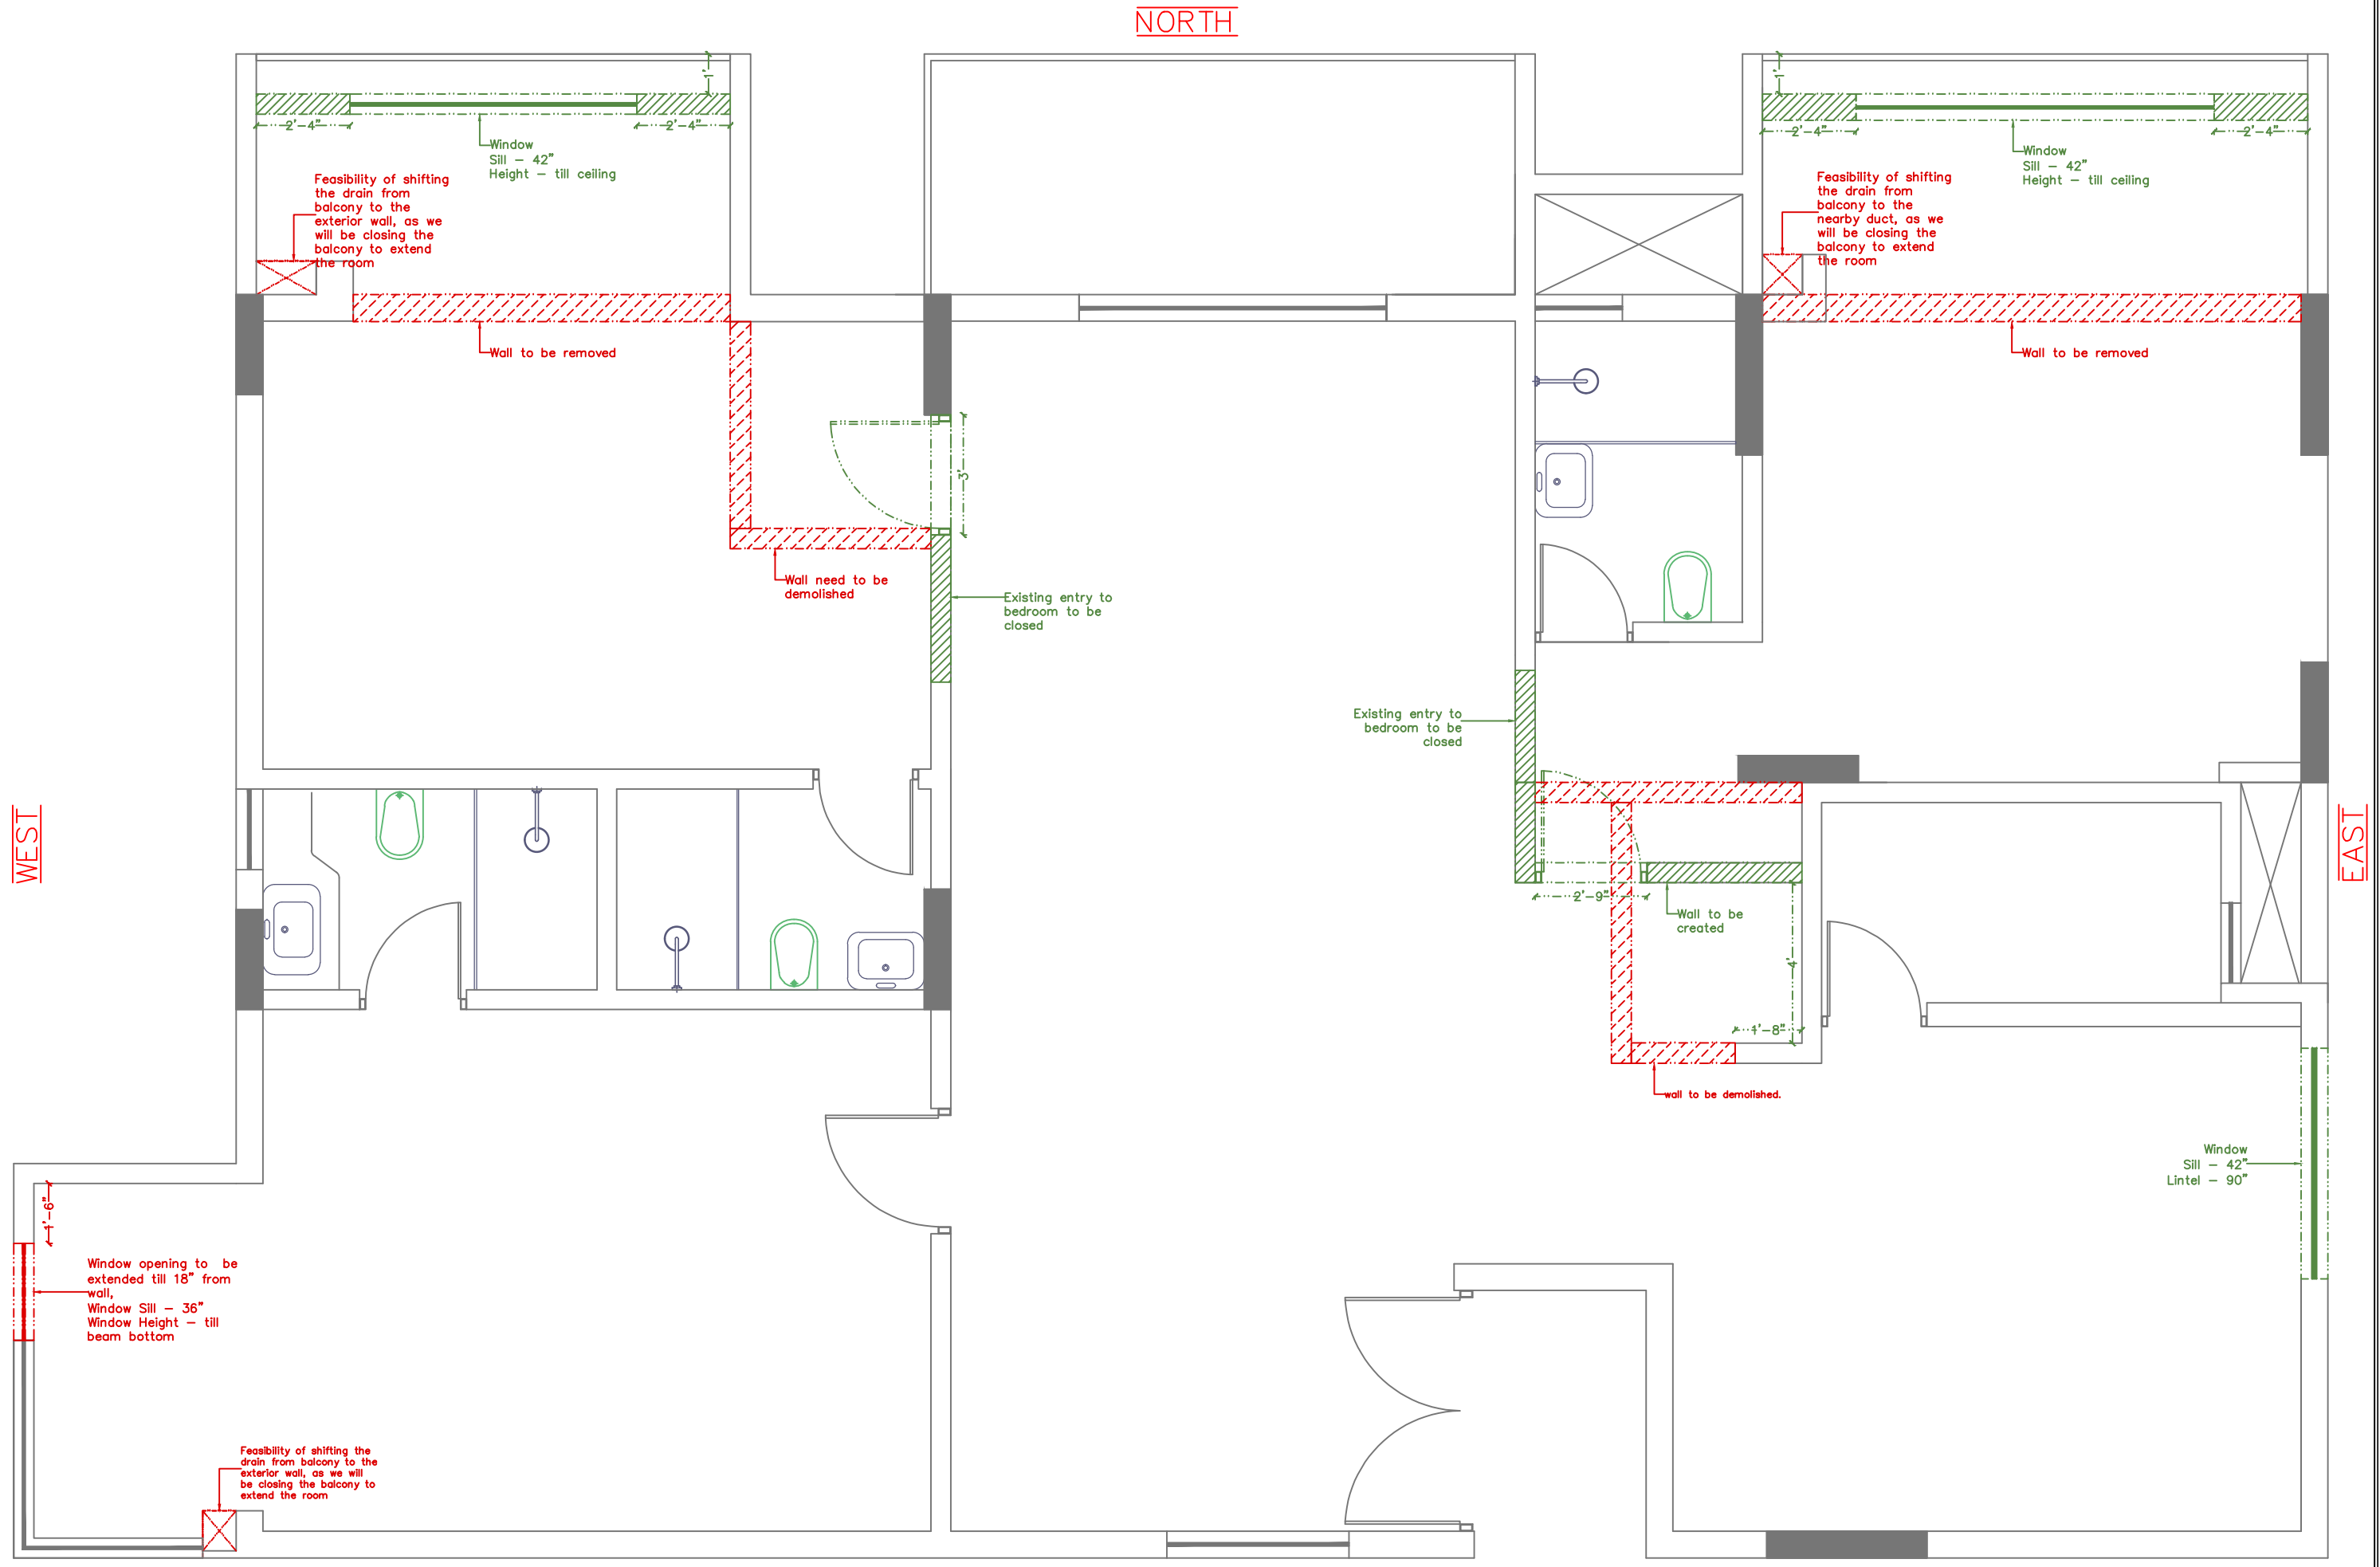 NORTH
1'
1'
2'-4"
2'-4"
2'-4"
2'-4"
Window
Sill - 42"
Height - till ceiling
Window
Sill - 42"
Height - till ceiling
Feasibility of shifting
the drain from
balcony to the
exterior wall, as we
will be closing the
balcony to extend
the room
Feasibility of shifting
the drain from
balcony to the
nearby duct, as we
will be closing the
balcony to extend
the room
Wall to be removed
Wall to be removed
3'
Wall need to be
demolished
Existing entry to
bedroom to be
closed
Existing entry to
bedroom to be
closed
WEST
EAST
2'-9"
Wall to be
created
4'
1'-8"
wall to be demolished.
Window
Sill - 42"
Lintel - 90"
1'-6"
Window opening to be
extended till 18" from
wall,
Window Sill - 36"
Window Height - till
beam bottom
Feasibility of shifting the
drain from balcony to the
exterior wall, as we will
be closing the balcony to
extend the room